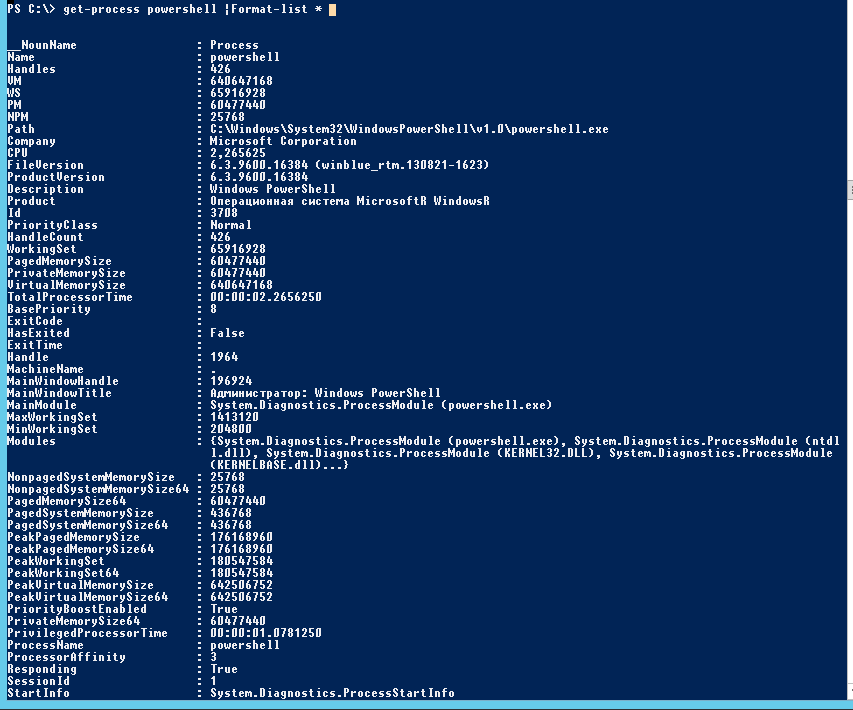 PS C:\> get-process powershell |Format-list *
__NounName : Process
Name : powershell
Handles : 426
VM : 640647168
WS : 65916928
PM : 60477440
NPM : 25768
Path : C:\Windows\System32\WindowsPowerShell\v1.0\powershell.exe
Company : Microsoft Corporation
CPU : 2,265625
FileVersion : 6.3.9600.16384 (winblue_rtm.130821-1623)
ProductVersion : 6.3.9600.16384
Description : Windows PowerShell
Product : Операционная система MicrosoftR WindowsR
Id : 3708
PriorityClass : Normal
HandleCount : 426
WorkingSet : 65916928
PagedMemorySize : 60477440
PrivateMemorySize : 60477440
VirtualMemorySize : 640647168
TotalProcessorTime : 00:00:02.2656250
BasePriority : 8
ExitCode :
HasExited : False
ExitTime :
Handle : 1964
MachineName : .
MainWindowHandle : 196924
MainWindowTitle : Администратор: Windows PowerShell
MainModule : System.Diagnostics.ProcessModule (powershell.exe)
MaxWorkingSet : 1413120
MinWorkingSet : 204800
Modules : {System.Diagnostics.ProcessModule (powershell.exe), System.Diagnostics.ProcessModule (ntdl
l.dll), System.Diagnostics.ProcessModule (KERNEL32.DLL), System.Diagnostics.ProcessModule
(KERNELBASE.dll)...}
NonpagedSystemMemorySize : 25768
NonpagedSystemMemorySize64 : 25768
PagedMemorySize64 : 60477440
PagedSystemMemorySize : 436768
PagedSystemMemorySize64 : 436768
PeakPagedMemorySize : 176168960
PeakPagedMemorySize64 : 176168960
PeakWorkingSet : 180547584
PeakWorkingSet64 : 180547584
PeakVirtualMemorySize : 642506752
PeakVirtualMemorySize64 : 642506752
PriorityBoostEnabled : True
PrivateMemorySize64 : 60477440
PrivilegedProcessorTime : 00:00:01.0781250
ProcessName : powershell
ProcessorAffinity : 3
Responding : True
SessionId : 1
StartInfo : System.Diagnostics.ProcessStartInfo